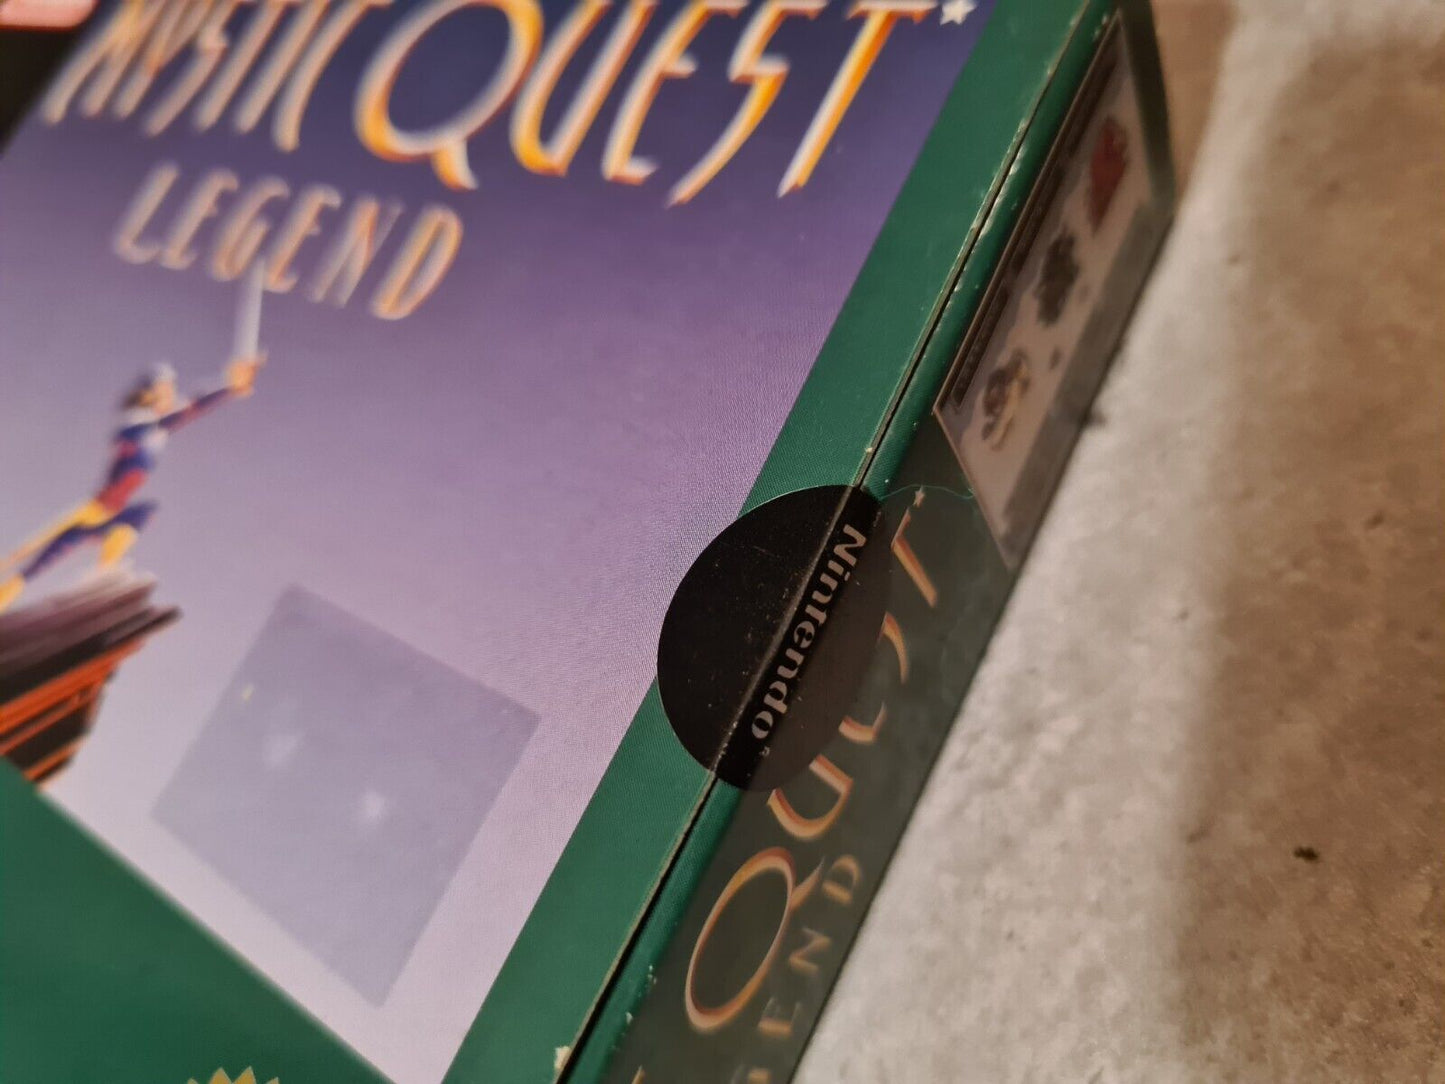 MYSTIC QUEST
LEGEND
Nintendo
QUEST
LEGEND